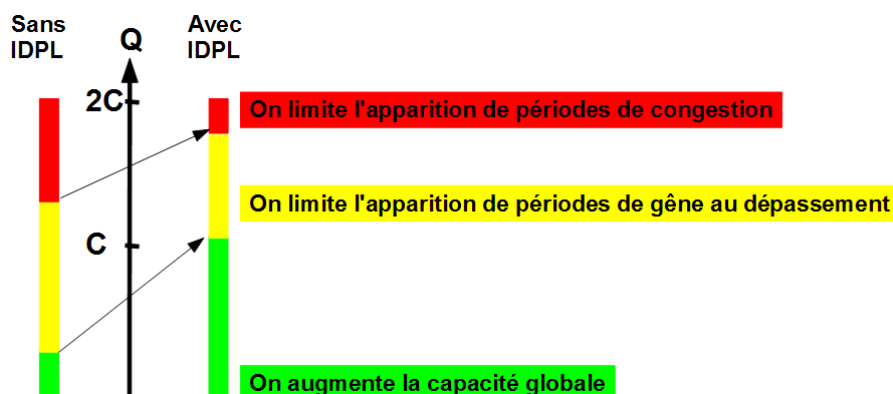 Sans
IDPL
Q
Avec
IDPL
2C
On limite l'apparition de périodes de congestion
On limite l'apparition de périodes de gêne au dépassement
C
On augmente la capacité globale